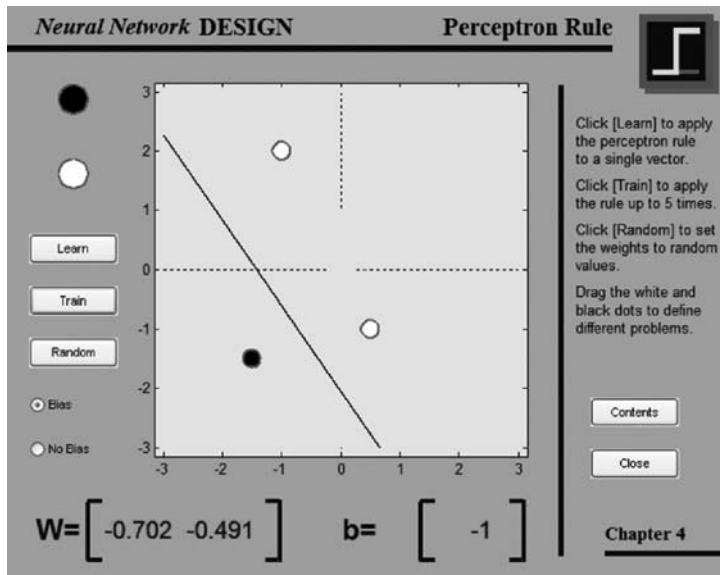 Neural Network DESIGN
Perceptron Rule
3
2
1
0
-1
-2
-3
-3 -2 -1 0 1 2 3
Learn
Train
Random
Bias
No Bias
Click [Learn] to apply
the perceptron rule
to a single vector.
Click [Train] to apply
the rule up to 5 times.
Click [Random] to set
the weights to random
values.
Drag the white and
black dots to define
different problems.
Contents
Close
W= [ -0.702 -0.491 ] b= [ -1 ]
Chapter 4